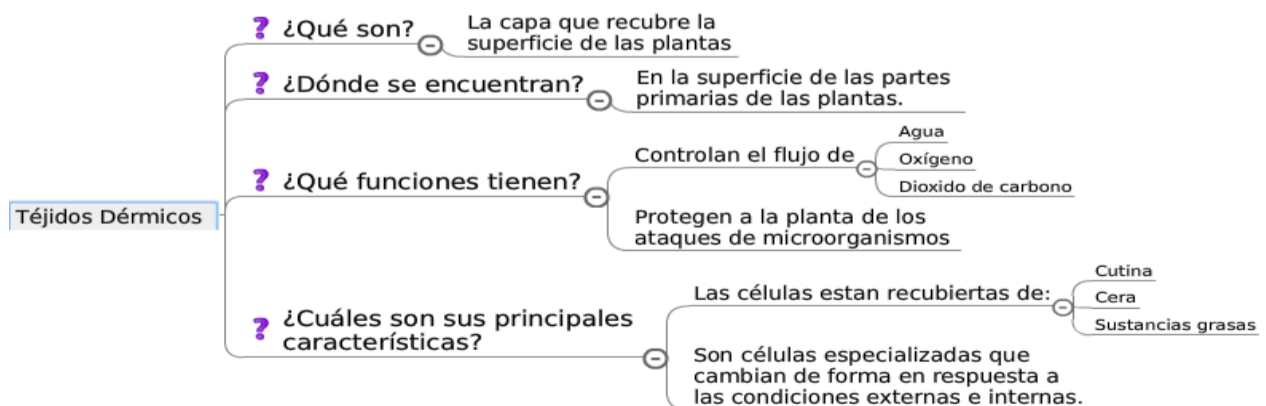 ¿Qué son?
La capa que recubre la
superficie de las plantas
¿Dónde se encuentran?
En la superficie de las partes
primarias de las plantas.
¿Qué funciones tienen?
Controlan el flujo de
Agua
Oxígeno
Dioxido de carbono
Protegen a la planta de los
ataques de microorganismos
Téjidos Dérmicos
¿Cuáles son sus principales
características?
Las células estan recubiertas de:
Cutina
Cera
Sustancias grasas
Son células especializadas que
cambian de forma en respuesta a
las condiciones externas e internas.